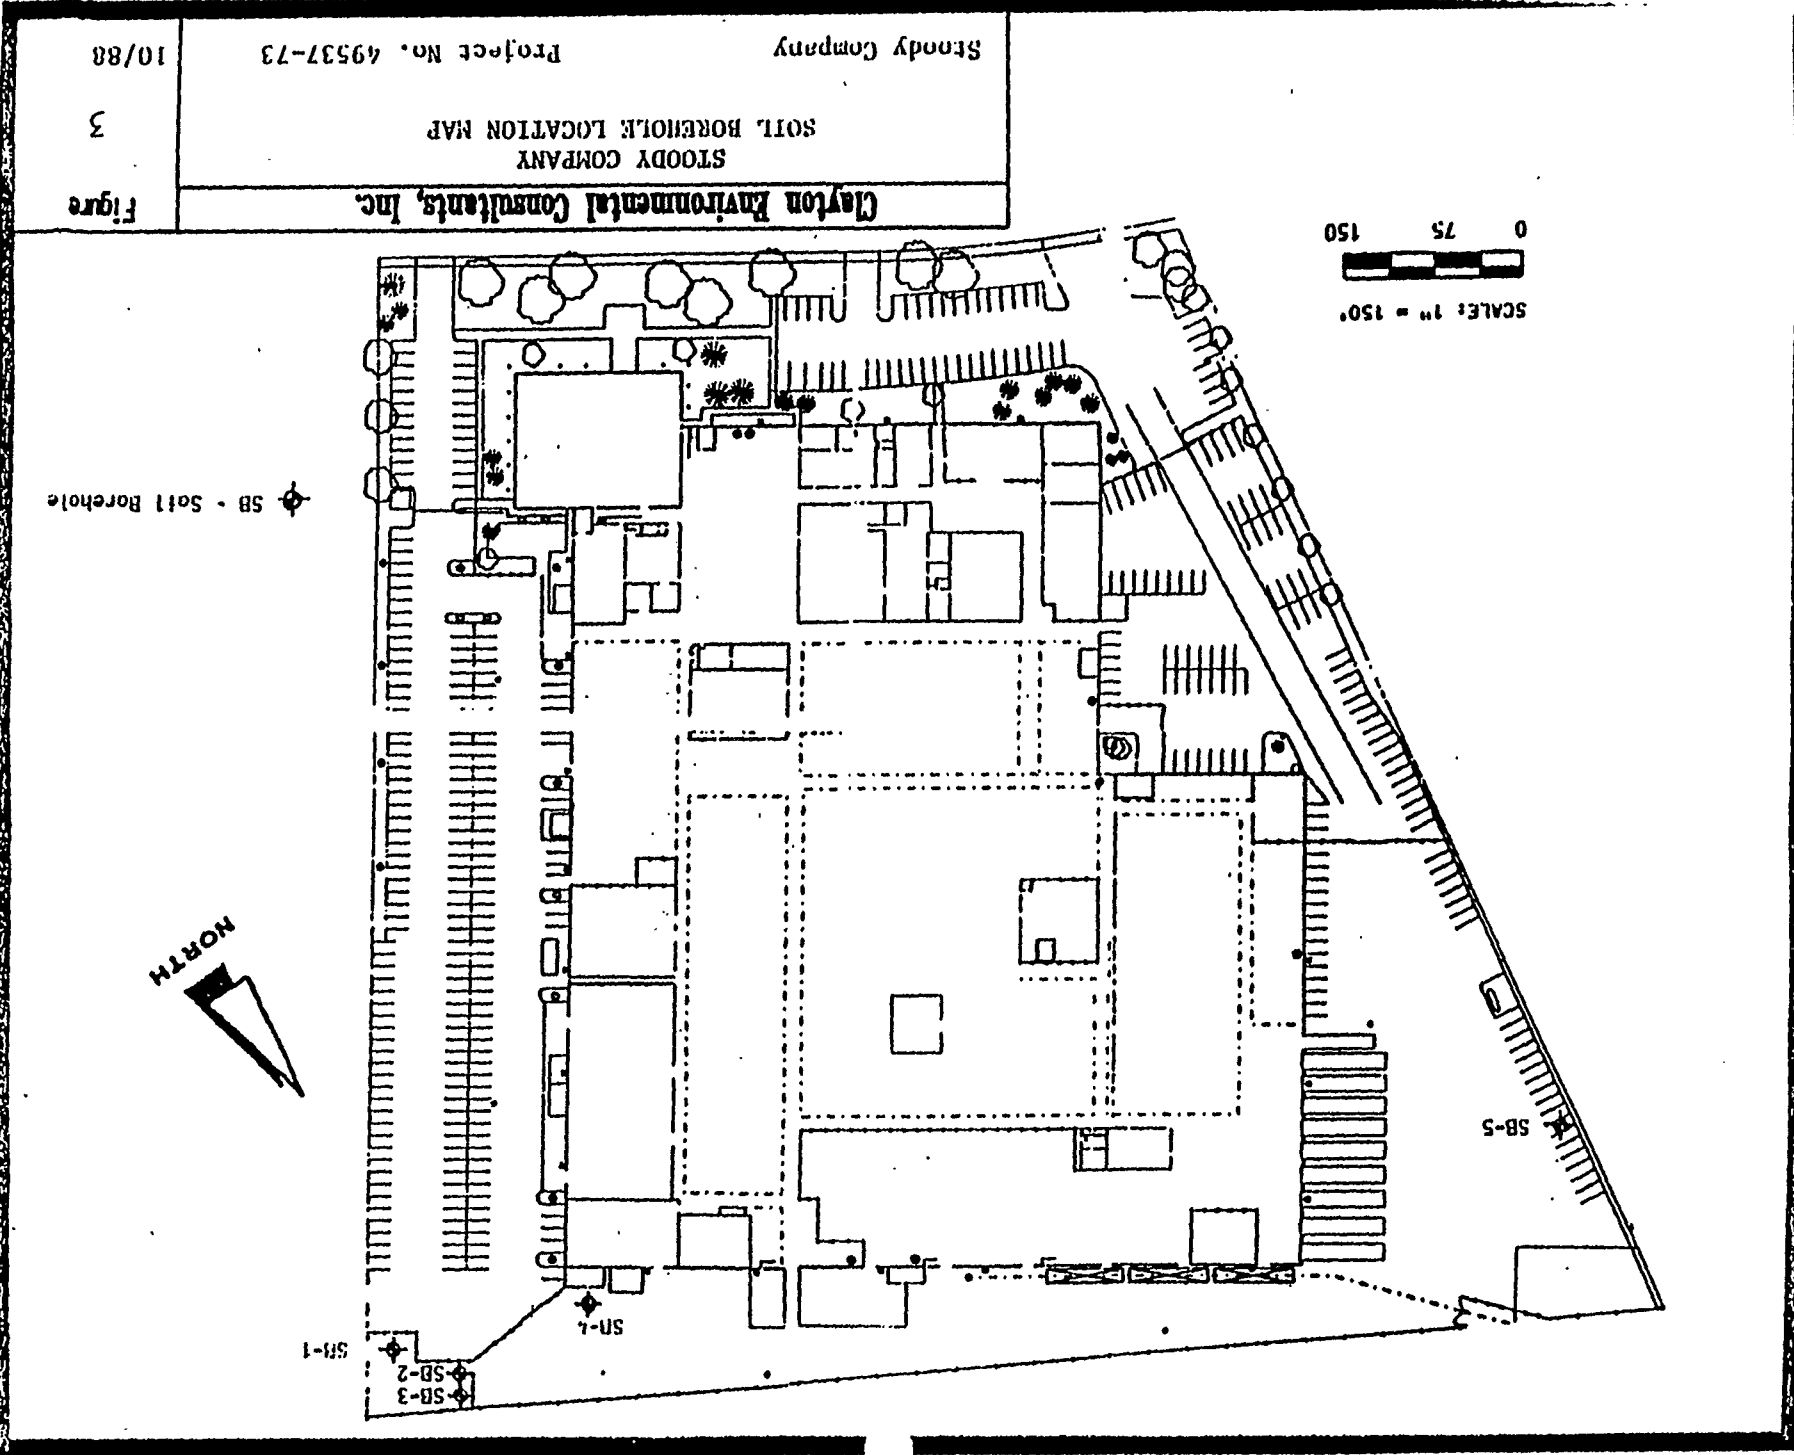 SB-3
SB-2
SB-1
SB-4
SB-5
NORTH
SB - Soil Borehole
SCALE: 1" = 150'
0 75 150
Clayton Environmental Consultants, Inc.
STOODY COMPANY
SOIL BOREHOLE LOCATION MAP
Stoody Company Project No. 49537-73
Figure
3
10/88